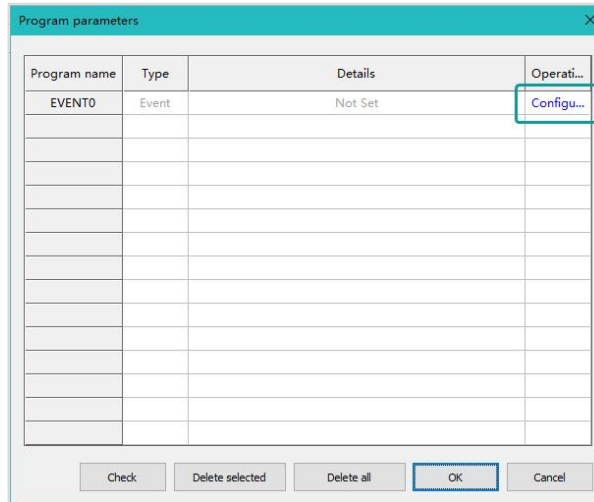 Program parameters
Program name Type Details Operati...
EVENT0 Event Not Set Configu...
Check Delete selected Delete all OK Cancel